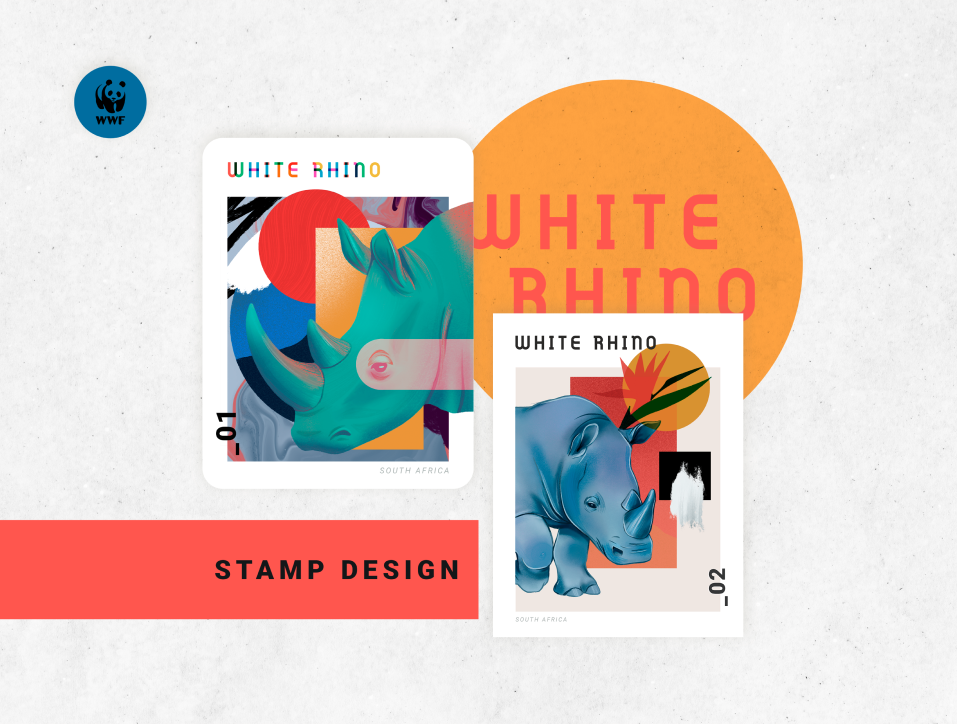 WWF
WHITE RHINO
_01
SOUTH AFRICA
WHITE
RHINO
WHITE RHINO
_02
SOUTH AFRICA
STAMP DESIGN